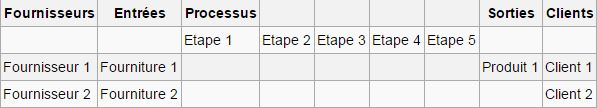 Fournisseurs Entrées Processus Sorties Clients
Etape 1 Etape 2 Etape 3 Etape 4 Etape 5
Fournisseur 1 Fourniture 1 Produit 1 Client 1
Fournisseur 2 Fourniture 2 Client 2